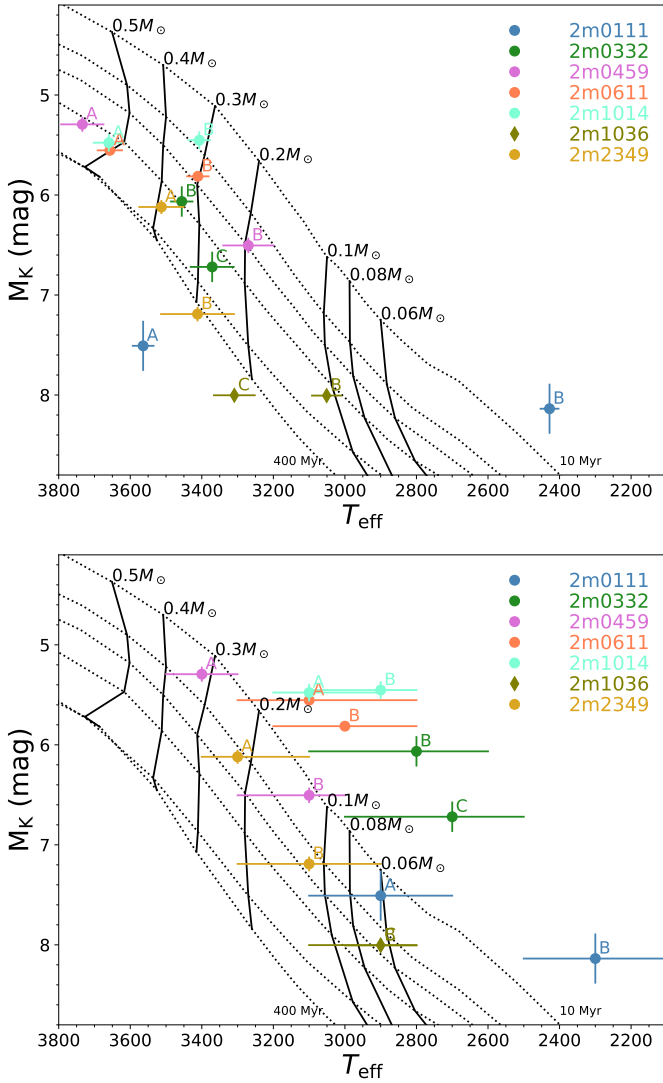 0.5M⊙
0.4M⊙
0.3M⊙
0.2M⊙
0.1M⊙
0.08M⊙
0.06M⊙
2m0111
2m0332
2m0459
2m0611
2m1014
2m1036
2m2349
A
A
A
B
B
A
B
B
C
B
A
C
B
B
400 Myr
10 Myr
5
6
7
8
M_K (mag)
3800 3600 3400 3200 3000 2800 2600 2400 2200
T_eff
0.5M⊙
0.4M⊙
0.3M⊙
0.2M⊙
0.1M⊙
0.08M⊙
0.06M⊙
2m0111
2m0332
2m0459
2m0611
2m1014
2m1036
2m2349
A
A
B
A
B
A
B
B
C
B
A
B
400 Myr
10 Myr
5
6
7
8
M_K (mag)
3800 3600 3400 3200 3000 2800 2600 2400 2200
T_eff